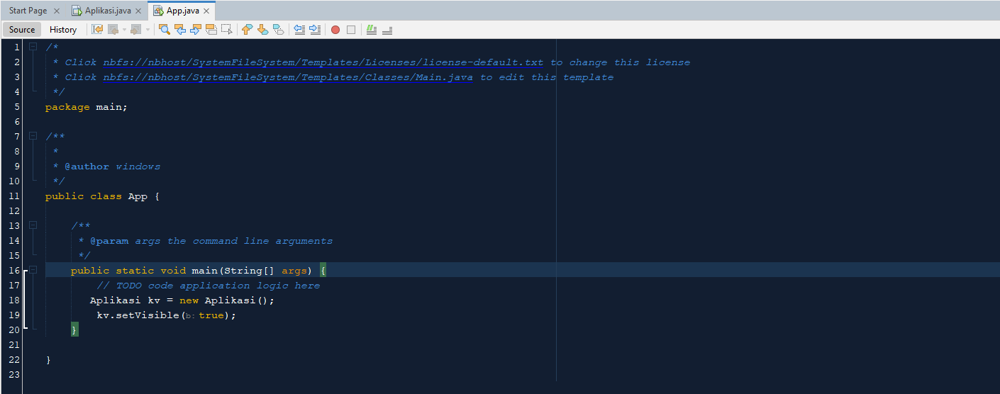 Start Page Aplikasi.java App.java
Source History
1 /*
2 * Click nbfs://nbhost/SystemFileSystem/Templates/Licenses/license-default.txt to change this license
3 * Click nbfs://nbhost/SystemFileSystem/Templates/Classes/Main.java to edit this template
4 */
5 package main;
6
7 /**
8 *
9 * @author windows
10 */
11 public class App {
12
13 /**
14 * @param args the command line arguments
15 */
16 public static void main(String[] args) {
17 // TODO code application logic here
18 Aplikasi kv = new Aplikasi();
19 kv.setVisible(b: true);
20 }
21
22 }
23